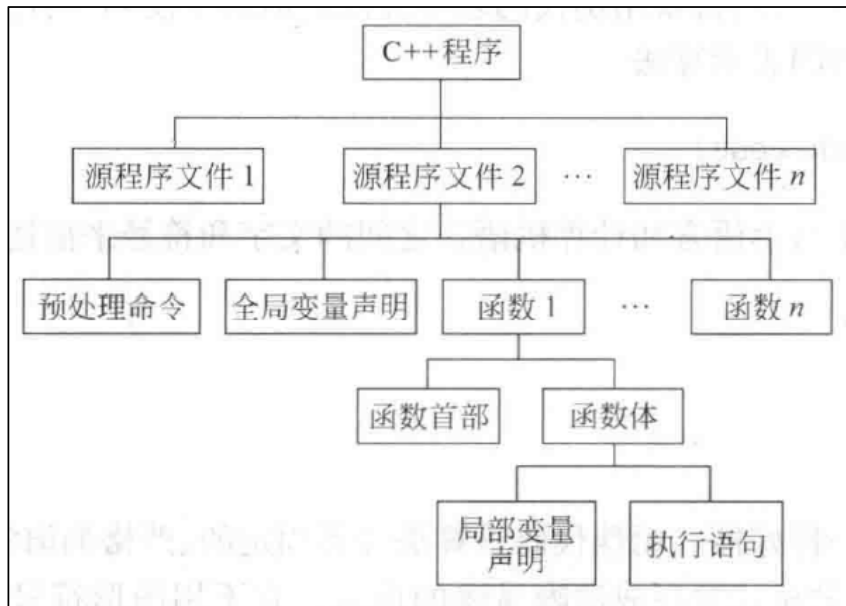 C++程序
源程序文件 1 源程序文件 2 … 源程序文件 n
预处理命令 全局变量声明 函数 1 … 函数 n
函数首部 函数体
局部变量 执行语句
声明